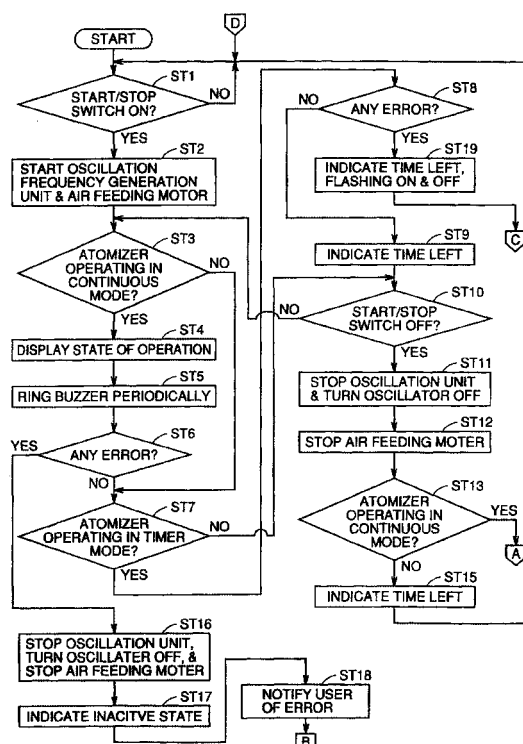 START
D
ST1
START/STOP
SWITCH ON?
NO
YES
ST2
START OSCILLATION
FREQUENCY GENERATION
UNIT & AIR FEEDING MOTOR
ST3
ATOMIZER
OPERATING IN
CONTINUOUS
MODE?
NO
YES
ST4
DISPLAY STATE OF OPERATION
ST5
RING BUZZER PERIODICALLY
ST6
YES
ANY ERROR?
NO
ST7
ATOMIZER
OPERATING IN TIMER
MODE?
NO
YES
ST16
STOP OSCILLATION UNIT,
TURN OSCILLATER OFF, &
STOP AIR FEEDING MOTER
ST17
INDICATE INACITVE STATE
ST18
NOTIFY USER
OF ERROR
B
ST8
NO
ANY ERROR?
YES
ST19
INDICATE TIME LEFT,
FLASHING ON & OFF
C
ST9
INDICATE TIME LEFT
ST10
NO
START/STOP
SWITCH OFF?
YES
ST11
STOP OSCILLATION UNIT
& TURN OSCILLATOR OFF
ST12
STOP AIR FEEDING MOTER
ST13
ATOMIZER
OPERATING IN
CONTINUOUS
MODE?
YES
A
NO
ST15
INDICATE TIME LEFT